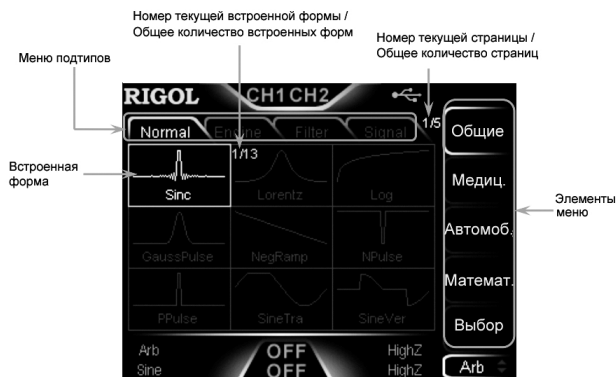 Номер текущей встроенной формы /
Общее количество встроенных форм
Номер текущей страницы /
Общее количество страниц
Меню подтипов
RIGOL CH1 CH2
Normal Engine Filter Signal 1/5
Общие
1/13
Встроенная
форма
Sinc Lorentz Log
Медиц.
Элементы
меню
Автомоб.
GaussPulse NegRamp NPulse
Математ.
PPulse SineTra SineVer
Выбор
Arb OFF HighZ
Sine OFF HighZ
Arb